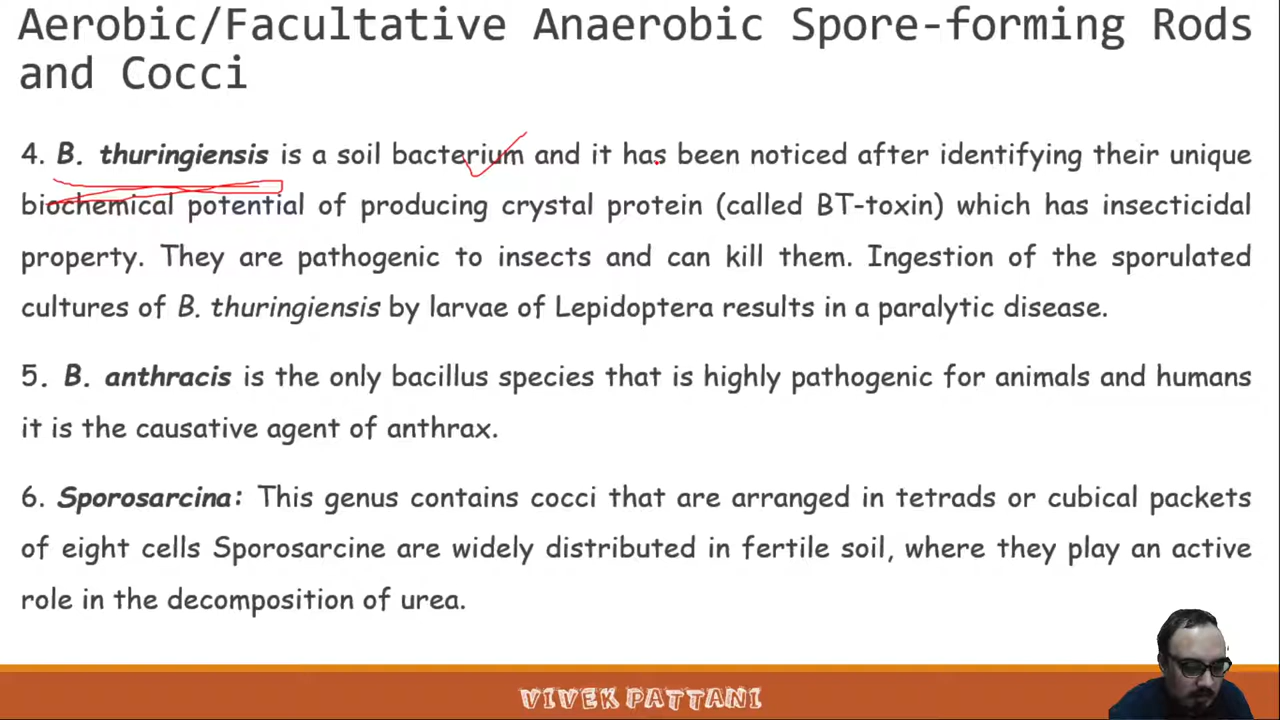 Aerobic/Facultative Anaerobic Spore-forming Rods
and Cocci
4. B. thuringiensis is a soil bacterium and it has been noticed after identifying their unique
biochemical potential of producing crystal protein (called BT-toxin) which has insecticidal
property. They are pathogenic to insects and can kill them. Ingestion of the sporulated
cultures of B. thuringiensis by larvae of Lepidoptera results in a paralytic disease.
5. B. anthracis is the only bacillus species that is highly pathogenic for animals and humans
it is the causative agent of anthrax.
6. Sporosarcina: This genus contains cocci that are arranged in tetrads or cubical packets
of eight cells Sporosarcine are widely distributed in fertile soil, where they play an active
role in the decomposition of urea.
VIVEK PATTANI